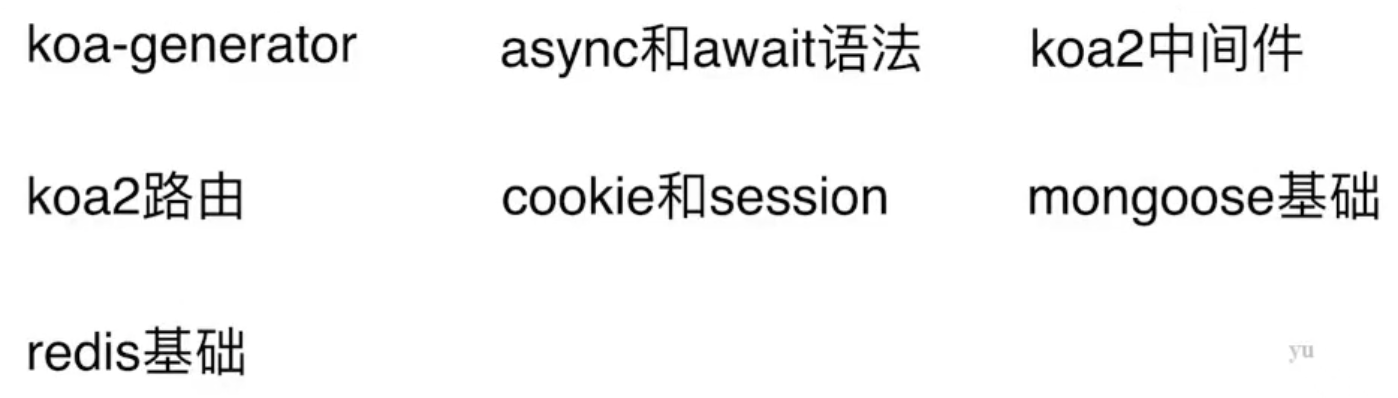 koa-generator async和await语法 koa2中间件
koa2路由 cookie和session mongoose基础
redis基础
yu